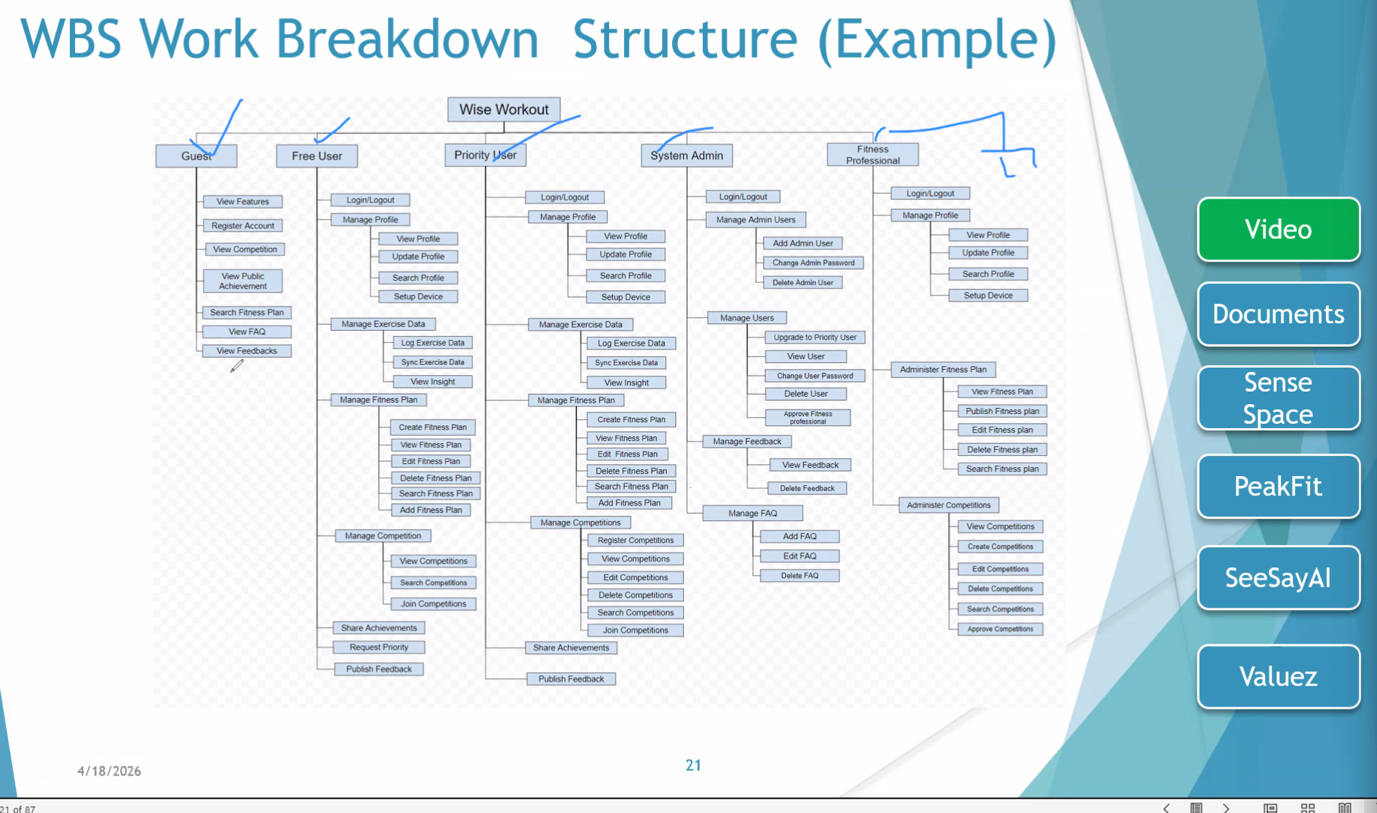 WBS Work Breakdown Structure (Example)
Wise Workout
Guest
View Features
Register Account
View Competition
View Public
Achievement
Search Fitness Plan
View FAQ
View Feedbacks
Free User
Login/Logout
Manage Profile
View Profile
Update Profile
Search Profile
Setup Device
Manage Exercise Data
Log Exercise Data
Sync Exercise Data
View Insight
Manage Fitness Plan
Create Fitness Plan
View Fitness Plan
Edit Fitness Plan
Delete Fitness Plan
Search Fitness Plan
Add Fitness Plan
Manage Competition
View Competitions
Search Competitions
Join Competitions
Share Achievements
Request Priority
Publish Feedback
Priority User
Login/Logout
Manage Profile
View Profile
Update Profile
Search Profile
Setup Device
Manage Exercise Data
Log Exercise Data
Sync Exercise Data
View Insight
Manage Fitness Plan
Create Fitness Plan
View Fitness Plan
Edit Fitness Plan
Delete Fitness Plan
Search Fitness Plan
Add Fitness Plan
Manage Competitions
Register Competitions
View Competitions
Edit Competitions
Delete Competitions
Search Competitions
Join Competitions
Share Achievements
Publish Feedback
System Admin
Login/Logout
Manage Admin Users
Add Admin User
Change Admin Password
Delete Admin User
Manage Users
Upgrade to Priority User
View User
Change User Password
Delete User
Approve Fitness
professional
Manage Feedback
View Feedback
Delete Feedback
Manage FAQ
Add FAQ
Edit FAQ
Delete FAQ
Fitness
Professional
Login/Logout
Manage Profile
View Profile
Update Profile
Search Profile
Setup Device
Administer Fitness Plan
View Fitness Plan
Publish Fitness plan
Edit Fitness plan
Delete Fitness plan
Search Fitness plan
Administer Competitions
View Competitions
Create Competitions
Edit Competitions
Delete Competitions
Search Competitions
Approve Competitions
Video
Documents
Sense
Space
PeakFit
SeeSayAI
Valuez
4/18/2026
21
21 of 87